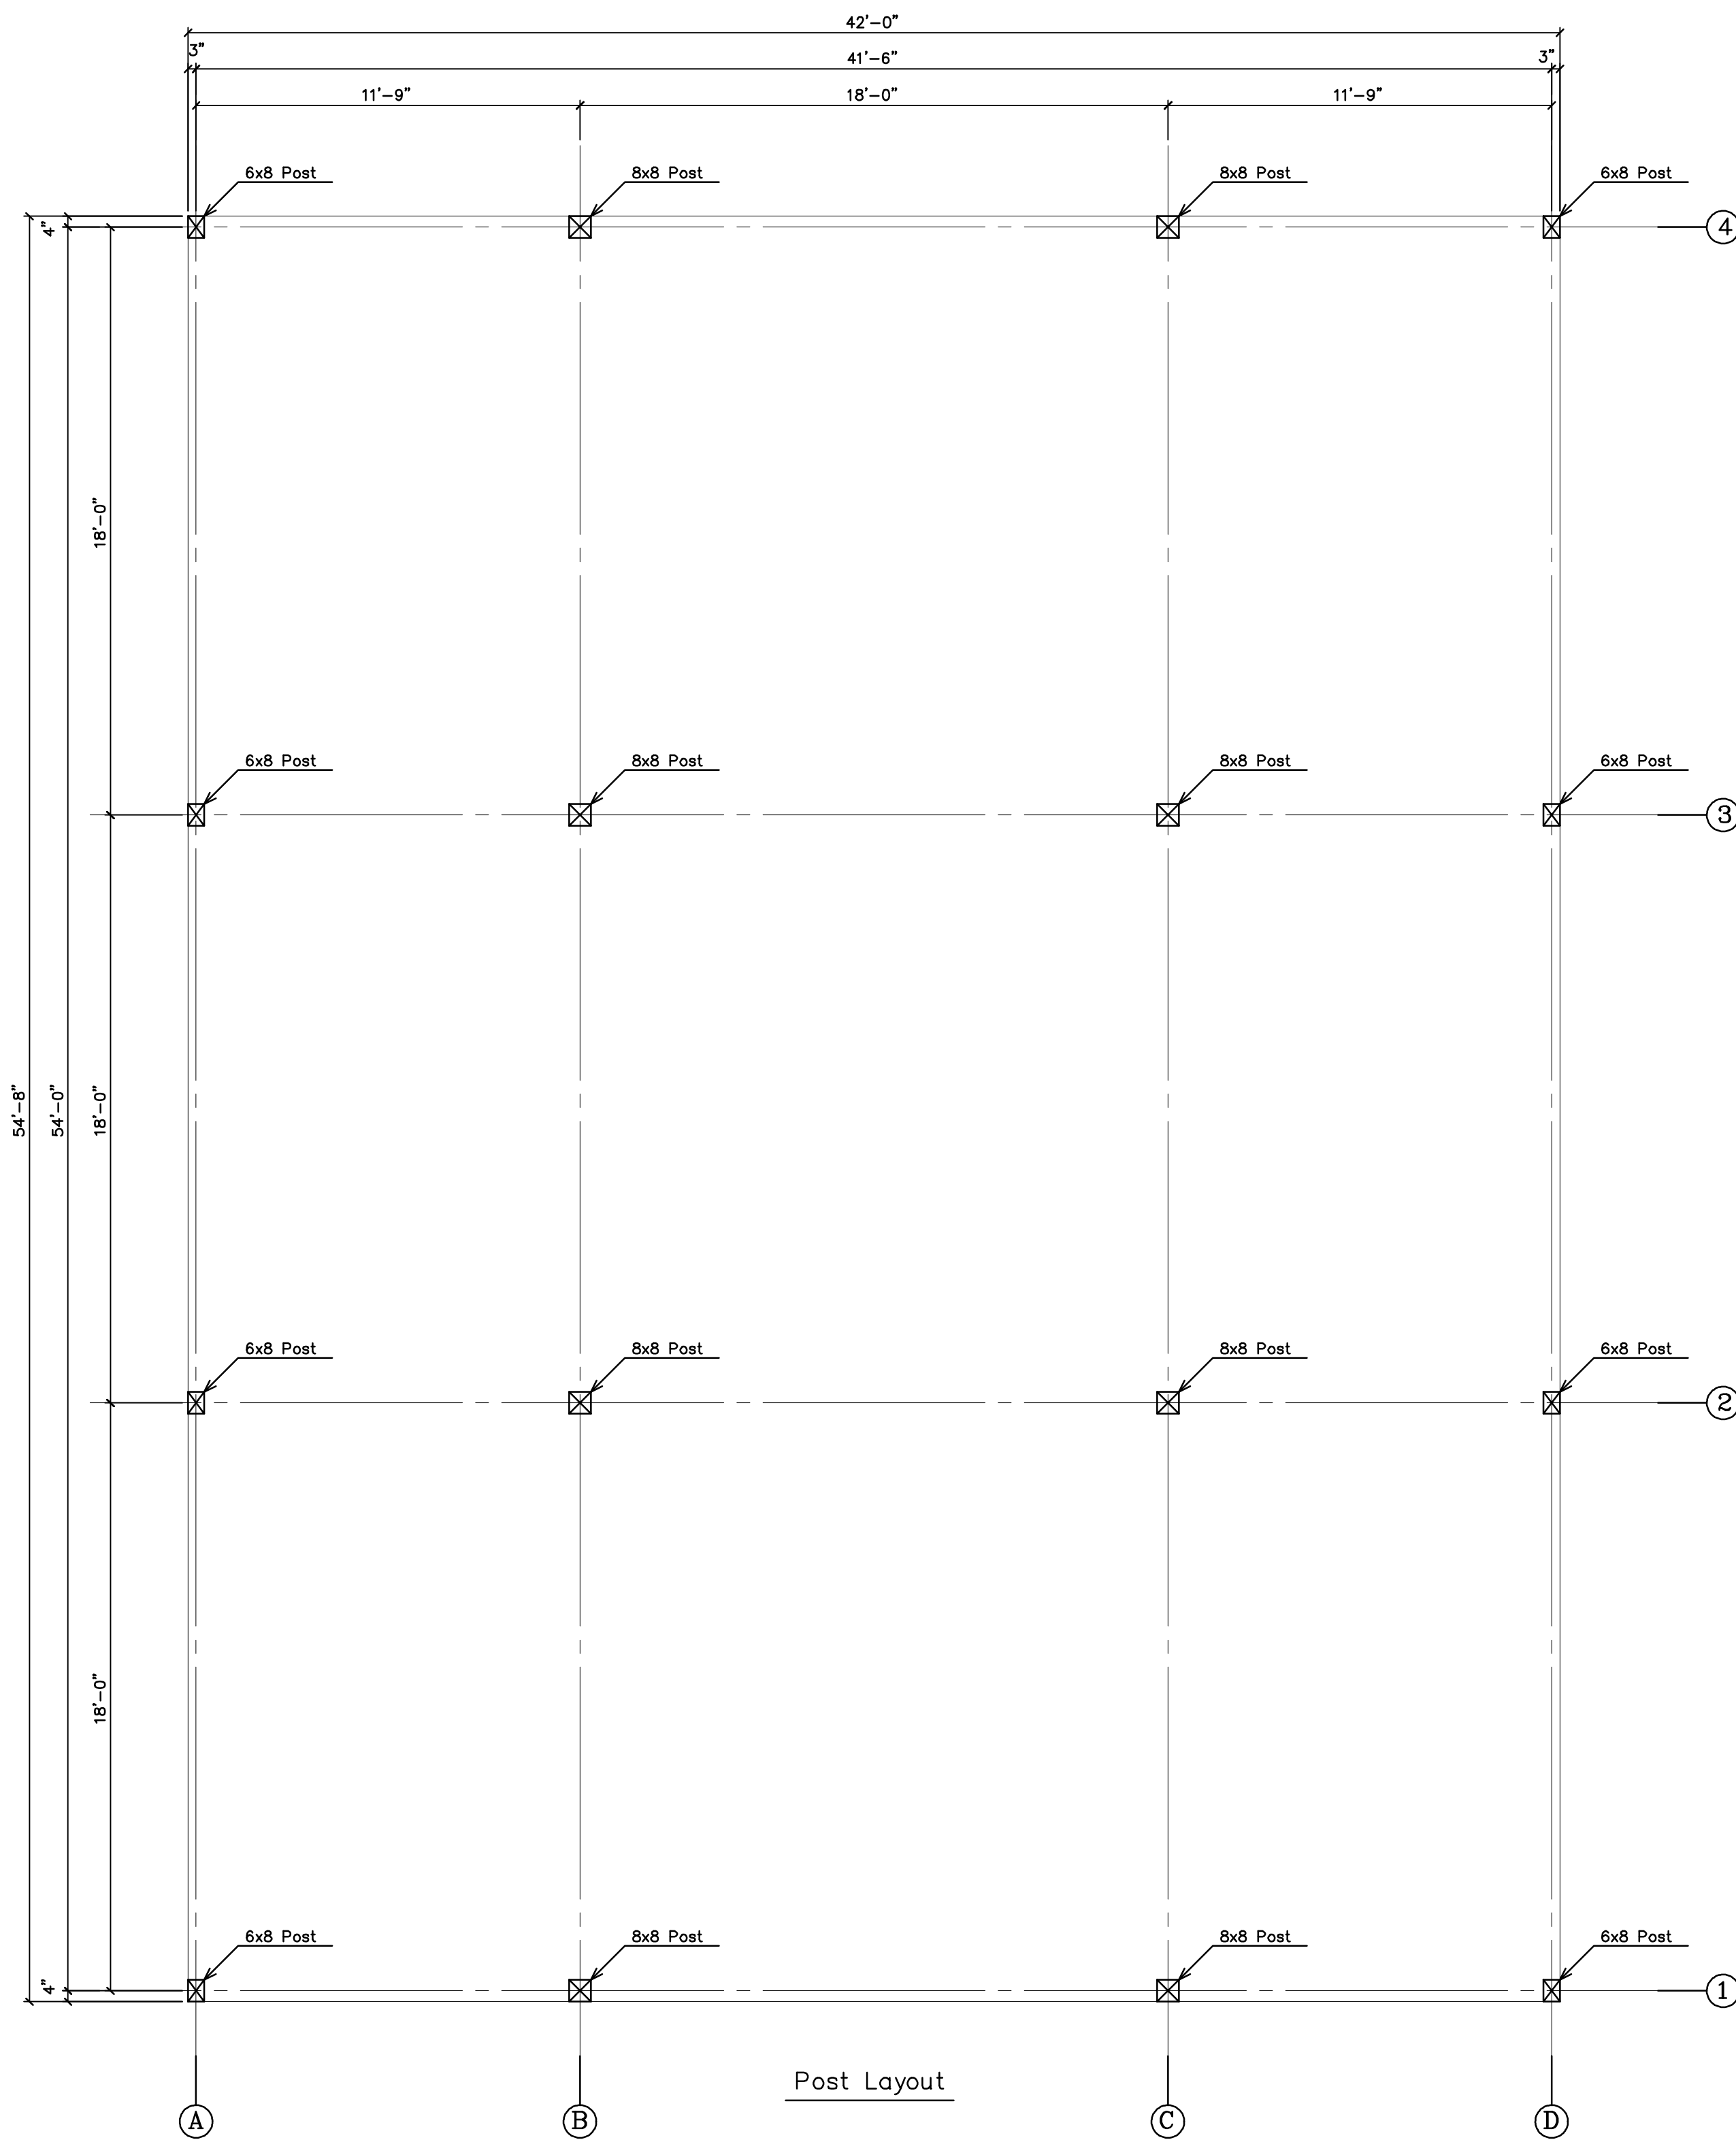 42'-0"
3" 41'-6" 3"
11'-9" 18'-0" 11'-9"
6x8 Post 8x8 Post 8x8 Post 6x8 Post
4" 4
18'-0"
6x8 Post 8x8 Post 8x8 Post 6x8 Post
3
54'-8" 54'-0" 18'-0"
6x8 Post 8x8 Post 8x8 Post 6x8 Post
2
18'-0"
6x8 Post 8x8 Post 8x8 Post 6x8 Post
4" 1
Post Layout
A B C D